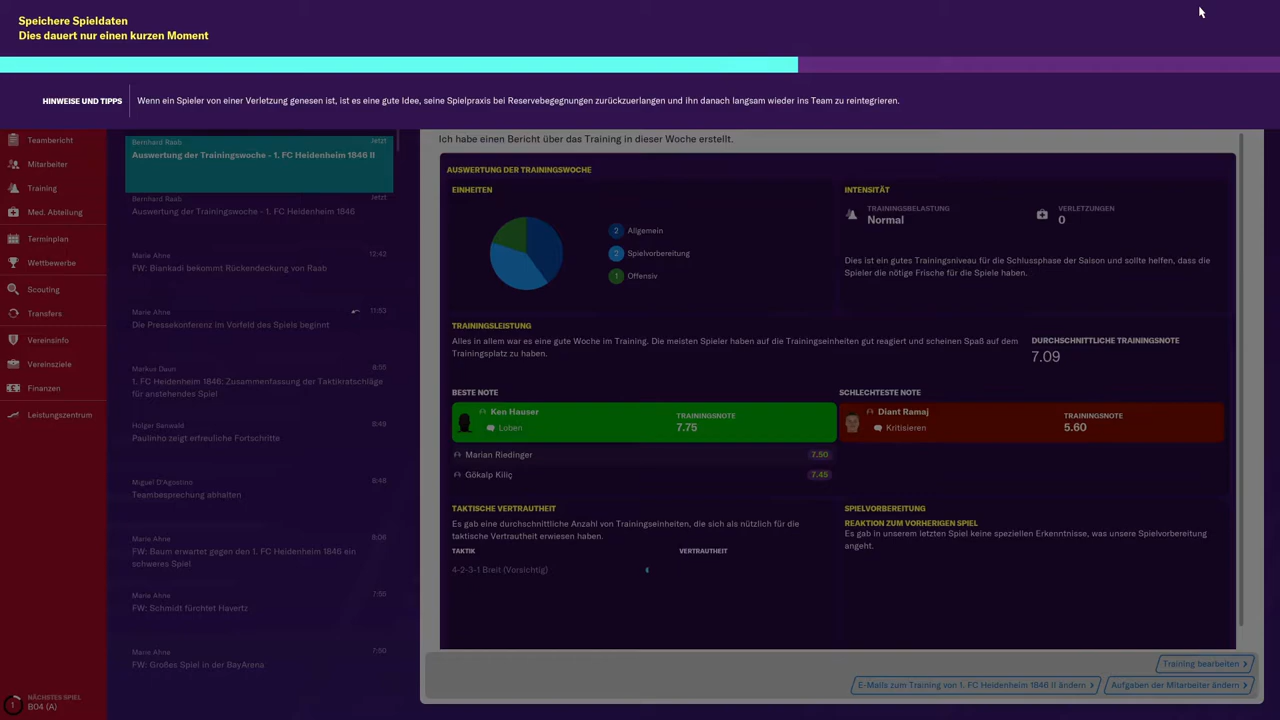 Speichere Spieldaten
Dies dauert nur einen kurzen Moment
HINWEISE UND TIPPS
Wenn ein Spieler von einer Verletzung genesen ist, ist es eine gute Idee, seine Spielpraxis bei Reservebegegnungen zurückzuerlangen und ihn danach langsam wieder ins Team zu reintegrieren.
Teambericht
Mitarbeiter
Training
Med. Abteilung
Terminplan
Wettbewerbe
Scouting
Transfers
Vereinsinfo
Vereinsziele
Finanzen
Leistungszentrum
NÄCHSTES SPIEL
1
B04 (A)
Bernhard Raab
Jetzt
Auswertung der Trainingswoche - 1. FC Heidenheim 1846 II
Bernhard Raab
Jetzt
Auswertung der Trainingswoche - 1. FC Heidenheim 1846
Marie Ahne
12:42
FW: Biankadi bekommt Rückendeckung von Raab
Marie Ahne
11:53
Die Pressekonferenz im Vorfeld des Spiels beginnt
Markus Dauri
8:55
1. FC Heidenheim 1846: Zusammenfassung der Taktikratschläge
für anstehendes Spiel
Holger Sanwald
8:49
Paulinho zeigt erfreuliche Fortschritte
Miguel D'Agostino
8:48
Teambesprechung abhalten
Marie Ahne
8:06
FW: Baum erwartet gegen den 1. FC Heidenheim 1846 ein
schweres Spiel
Marie Ahne
7:55
FW: Schmidt fürchtet Havertz
Marie Ahne
7:50
FW: Großes Spiel in der BayArena
Ich habe einen Bericht über das Training in dieser Woche erstellt.
AUSWERTUNG DER TRAININGSWOCHE
EINHEITEN
2 Allgemein
2 Spielvorbereitung
1 Offensiv
INTENSITÄT
TRAININGSBELASTUNG
Normal
VERLETZUNGEN
0
Dies ist ein gutes Trainingsniveau für die Schlussphase der Saison und sollte helfen, dass die
Spieler die nötige Frische für die Spiele haben.
TRAININGSLEISTUNG
Alles in allem war es eine gute Woche im Training. Die meisten Spieler haben auf die Trainingseinheiten gut reagiert und scheinen Spaß auf dem
Trainingsplatz zu haben.
DURCHSCHNITTLICHE TRAININGSNOTE
7.09
BESTE NOTE
Ken Hauser
Loben
TRAININGSNOTE
7.75
Marian Riedinger
7.50
Gökalp Kiliç
7.45
SCHLECHTESTE NOTE
Diant Ramaj
Kritisieren
TRAININGSNOTE
5.60
TAKTISCHE VERTRAUTHEIT
Es gab eine durchschnittliche Anzahl von Trainingseinheiten, die sich als nützlich für die
taktische Vertrautheit erwiesen haben.
TAKTIK
VERTRAUTHEIT
4-2-3-1 Breit (Vorsichtig)
SPIELVORBEREITUNG
REAKTION ZUM VORHERIGEN SPIEL
Es gab in unserem letzten Spiel keine speziellen Erkenntnisse, was unsere Spielvorbereitung
angeht.
Training bearbeiten
E-Mails zum Training von 1. FC Heidenheim 1846 II ändern
Aufgaben der Mitarbeiter ändern